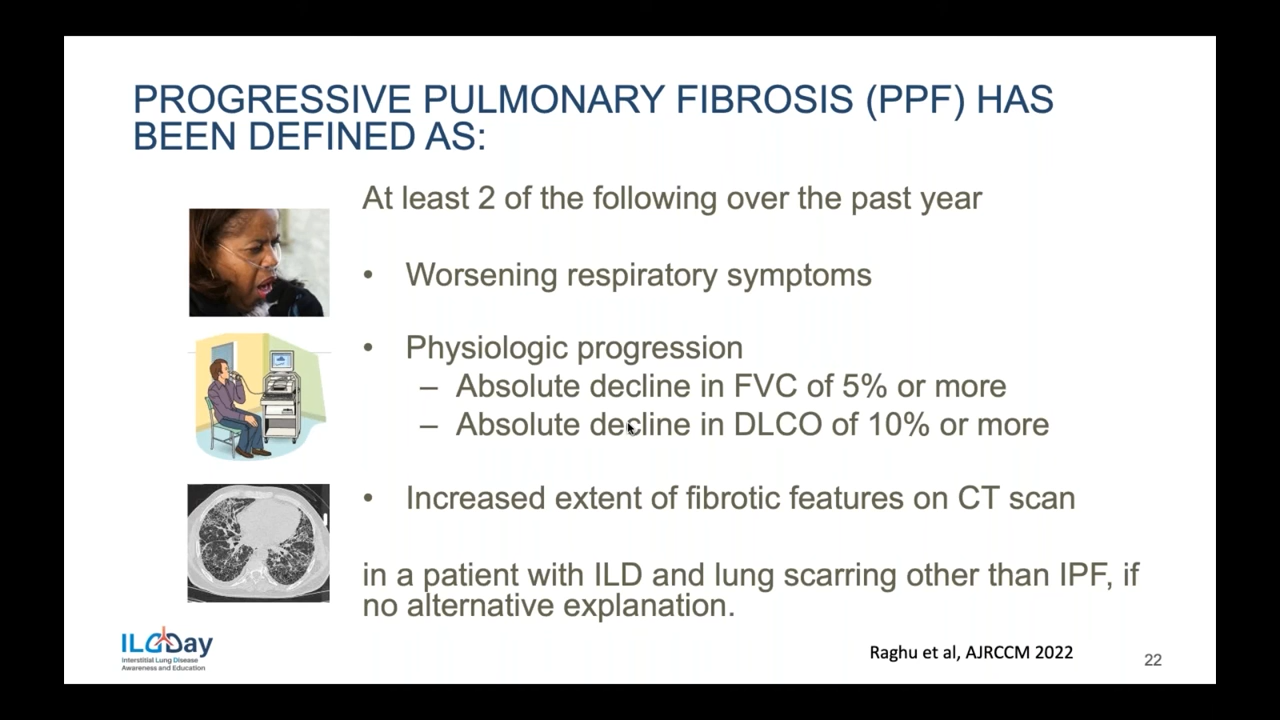 PROGRESSIVE PULMONARY FIBROSIS (PPF) HAS
BEEN DEFINED AS:
At least 2 of the following over the past year
• Worsening respiratory symptoms
• Physiologic progression
– Absolute decline in FVC of 5% or more
– Absolute decline in DLCO of 10% or more
• Increased extent of fibrotic features on CT scan
in a patient with ILD and lung scarring other than IPF, if
no alternative explanation.
ILDDay
Interstitial Lung Disease
Awareness and Education
Raghu et al, AJRCCM 2022
22